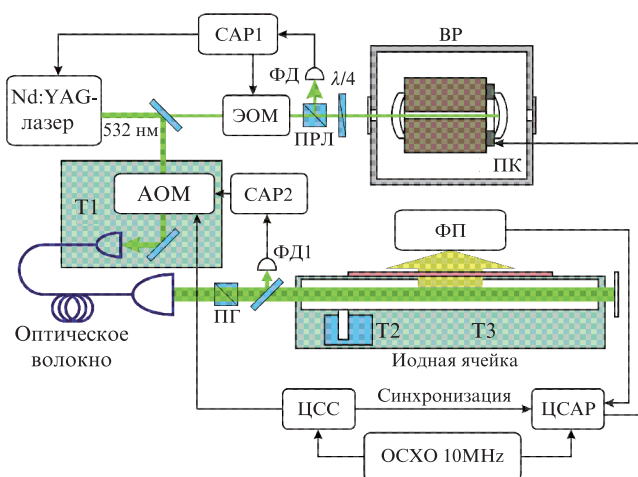 САР1
ВР
ФД
λ/4
Nd:YAG-
лазер
532 нм
ЭОМ
ПРЛ
ПК
Т1
АОМ
САР2
ФП
ФД1
ПГ
Оптическое
волокно
Т2
Т3
Иодная ячейка
ЦСС
Синхронизация
ЦСАР
ОСХО 10MHz